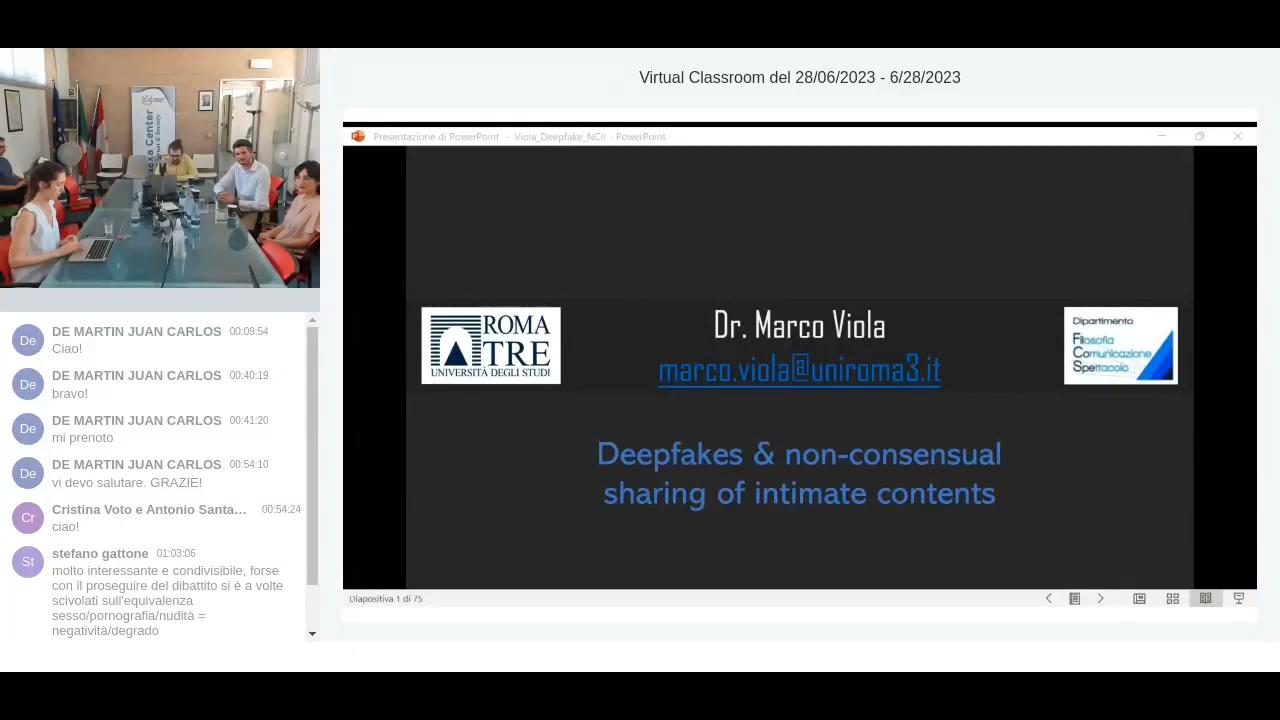 Virtual Classroom del 28/06/2023 - 6/28/2023
Presentazione di PowerPoint - Viola_Deepfake_NCII - PowerPoint
ROMA
TRE
UNIVERSITÀ DEGLI STUDI
Dr. Marco Viola
marco.viola@uniroma3.it
Dipartimento
Filosofia
Comunicazione
Spettacolo
Deepfakes & non-consensual
sharing of intimate contents
Diapositiva 1 di 75
exa Center
De
DE MARTIN JUAN CARLOS 00:09:54
Ciao!
De
DE MARTIN JUAN CARLOS 00:40:19
bravo!
De
DE MARTIN JUAN CARLOS 00:41:20
mi prenoto
De
DE MARTIN JUAN CARLOS 00:54:10
vi devo salutare. GRAZIE!
Cr
Cristina Voto e Antonio Santa... 00:54:24
ciao!
St
stefano gattone 01:03:06
molto interessante e condivisibile, forse
con il proseguire del dibattito si é a volte
scivolati sull'equivalenza
sesso/pornografia/nudità =
negatività/degrado